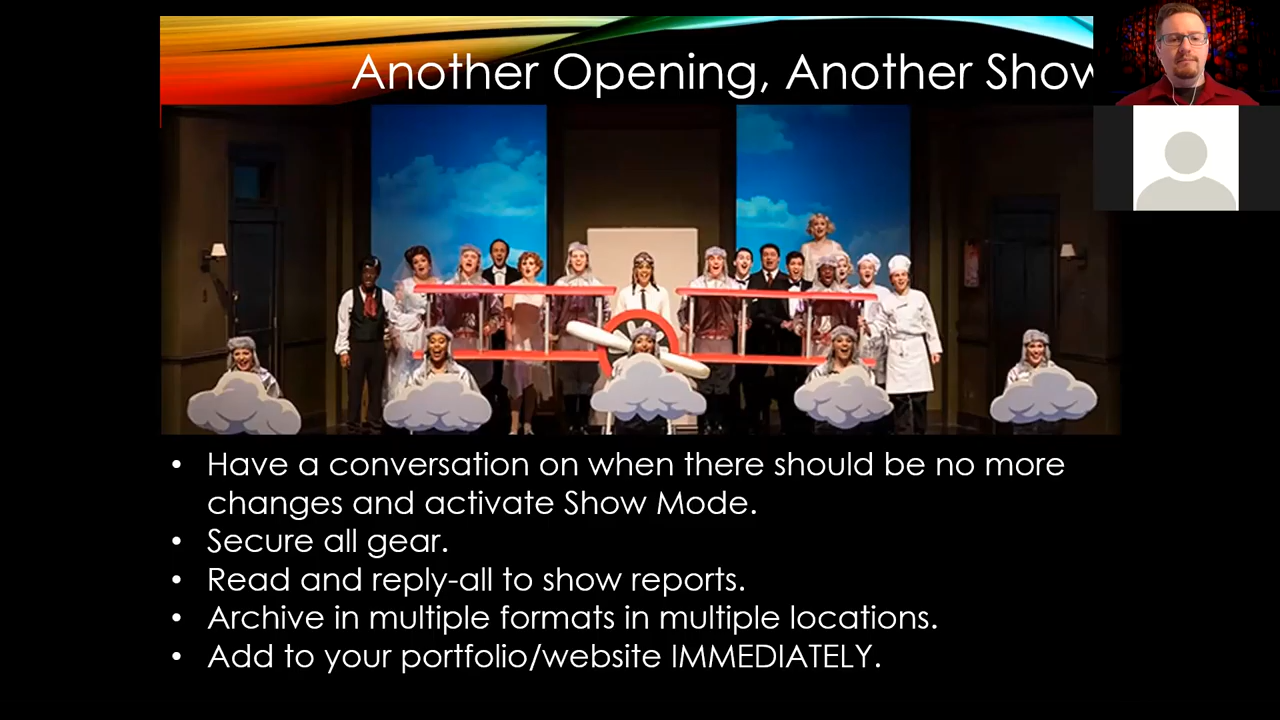 Another Opening, Another Show
• Have a conversation on when there should be no more
changes and activate Show Mode.
• Secure all gear.
• Read and reply-all to show reports.
• Archive in multiple formats in multiple locations.
• Add to your portfolio/website IMMEDIATELY.